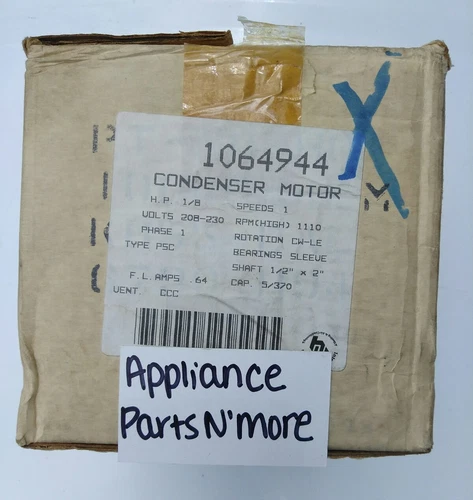 1064944
CONDENSER MOTOR
H.P. 1/8 SPEEDS 1
VOLTS 208-230 RPM(HIGH) 1110
PHASE 1 ROTATION CW-LE
TYPE PSC BEARINGS SLEEVE
SHAFT 1/2" x 2"
F.L.AMPS .64 CAP. 5/370
VENT. CCC
X
Appliance
Parts N'more